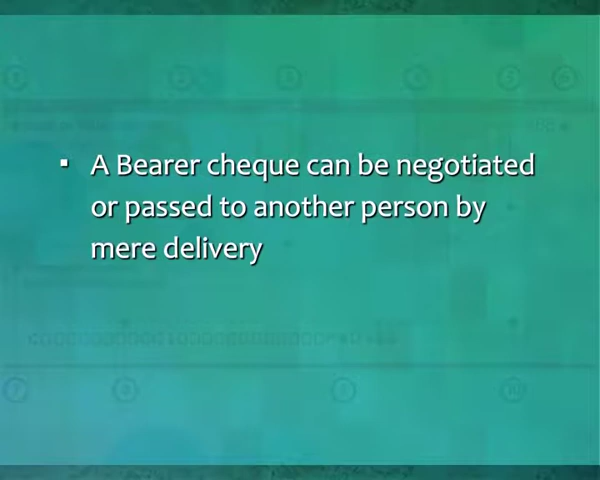 ▪ A Bearer cheque can be negotiated
or passed to another person by
mere delivery